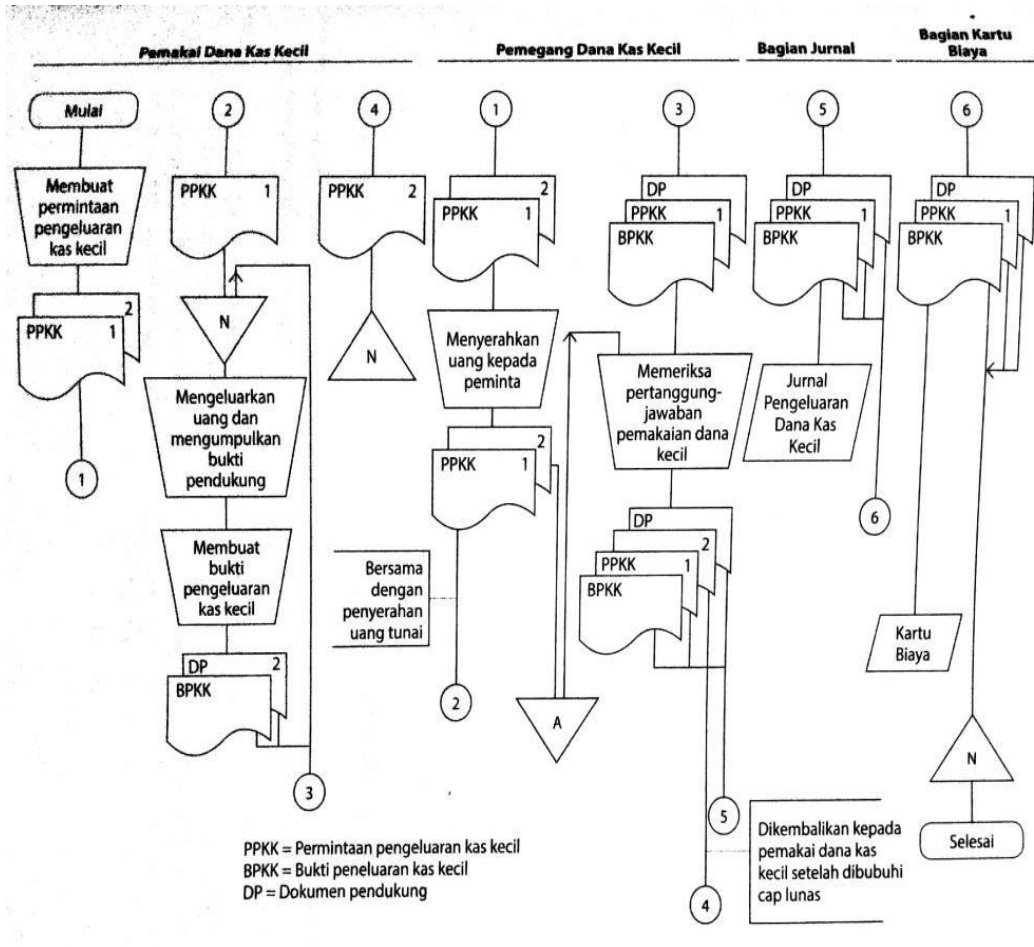 Pemakai Dana Kas Kecil
Pemegang Dana Kas Kecil
Bagian Jurnal
Bagian Kartu
Biaya
Mulai
Membuat
permintaan
pengeluaran
kas kecil
2
PPKK 1
1
2
PPKK 1
N
Mengeluarkan
uang dan
mengumpulkan
bukti
pendukung
Membuat
bukti
pengeluaran
kas kecil
DP 2
BPKK
3
4
PPKK 2
N
1
2
PPKK 1
Menyerahkan
uang kepada
peminta
2
PPKK 1
Bersama
dengan
penyerahan
uang tunai
2
A
3
DP
PPKK 1
BPKK
Memeriksa
pertanggung-
jawaban
pemakaian dana
kecil
DP
2
PPKK 1
BPKK
5
4
Dikembalikan kepada
pemakai dana kas
kecil setelah dibubuhi
cap lunas
5
DP
PPKK 1
BPKK
Jurnal
Pengeluaran
Dana Kas
Kecil
6
6
DP
PPKK 1
BPKK
Kartu
Biaya
N
Selesai
PPKK = Permintaan pengeluaran kas kecil
BPKK = Bukti peneluaran kas kecil
DP = Dokumen pendukung